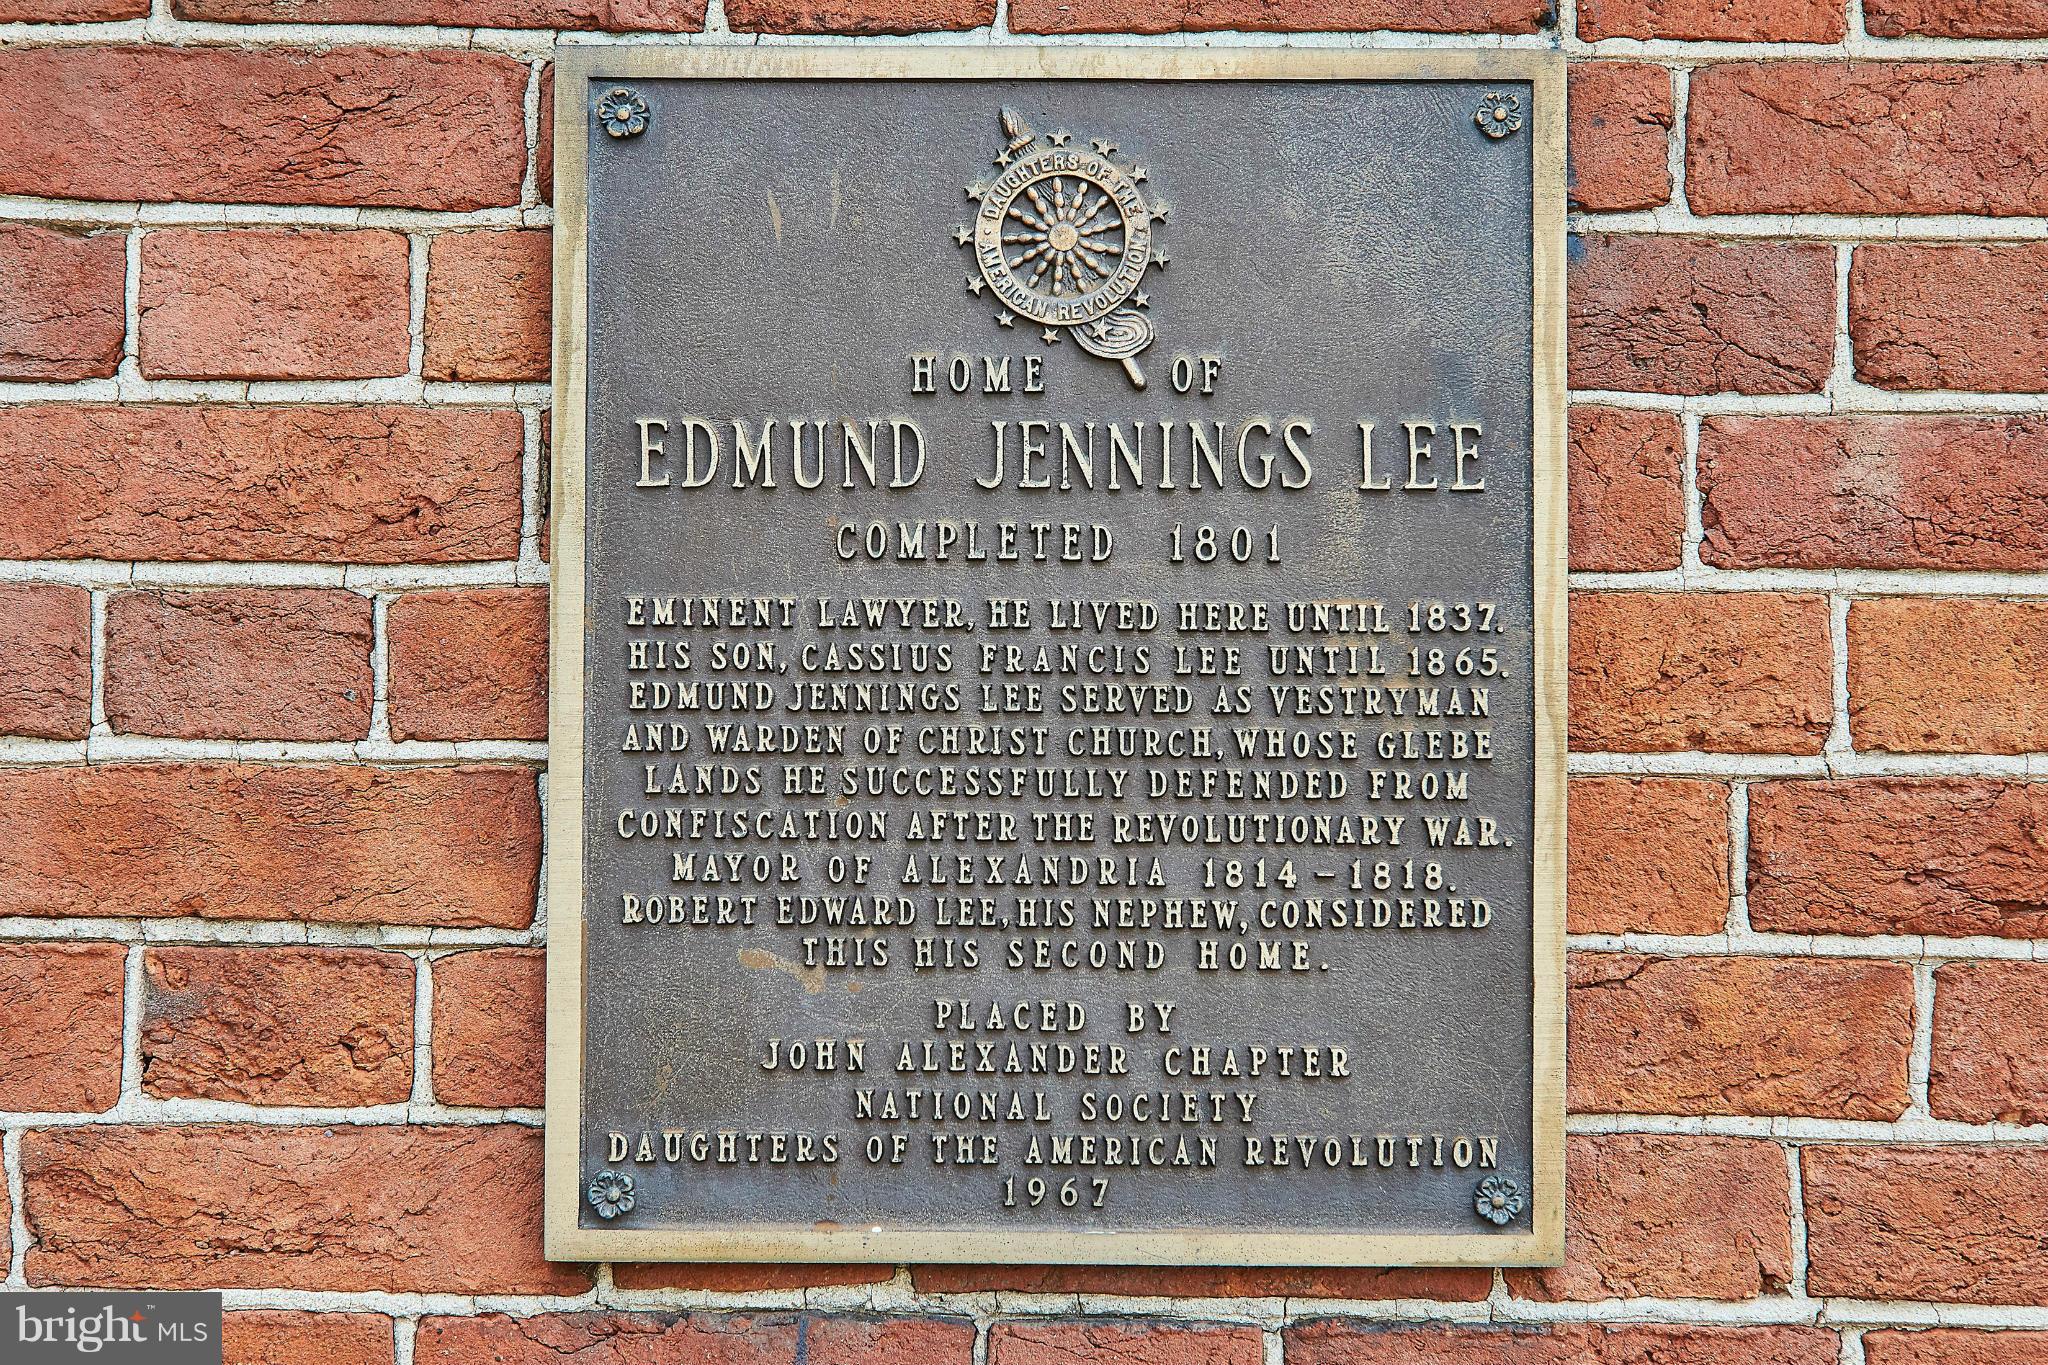 DAUGHTERS OF THE
AMERICAN REVOLUTION
HOME OF
EDMUND JENNINGS LEE
COMPLETED 1801
EMINENT LAWYER, HE LIVED HERE UNTIL 1837.
HIS SON, CASSIUS FRANCIS LEE UNTIL 1865.
EDMUND JENNINGS LEE SERVED AS VESTRYMAN
AND WARDEN OF CHRIST CHURCH, WHOSE GLEBE
LANDS HE SUCCESSFULLY DEFENDED FROM
CONFISCATION AFTER THE REVOLUTIONARY WAR.
MAYOR OF ALEXANDRIA 1814 - 1818.
ROBERT EDWARD LEE, HIS NEPHEW, CONSIDERED
THIS HIS SECOND HOME.
PLACED BY
JOHN ALEXANDER CHAPTER
NATIONAL SOCIETY
DAUGHTERS OF THE AMERICAN REVOLUTION
1967
bright™ MLS